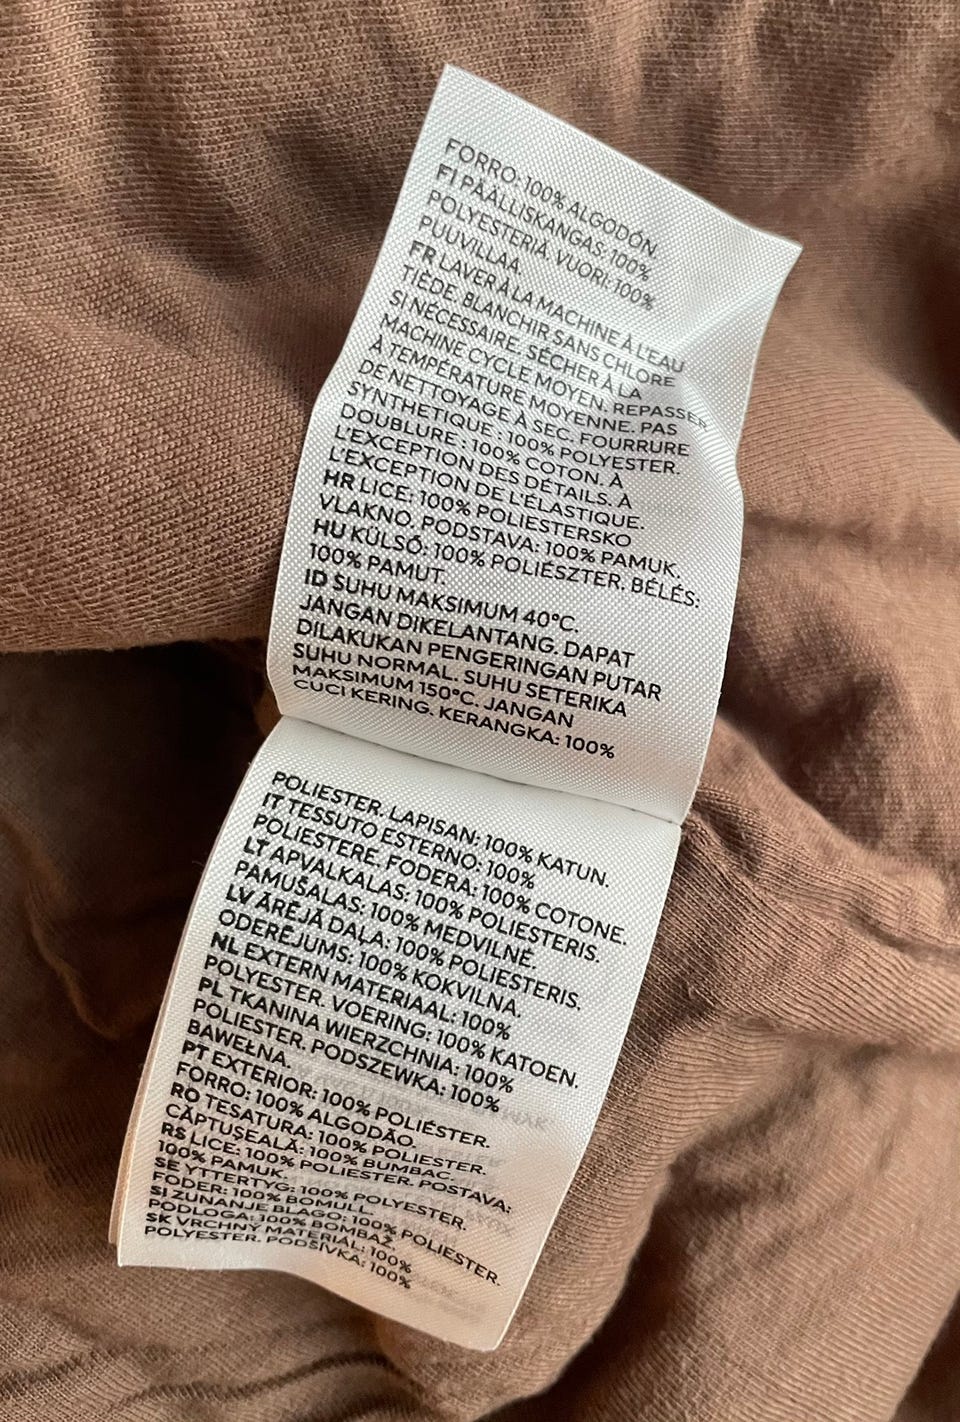 FORRO: 100% ALGODÓN.
FI PÄÄLLISKANGAS: 100%
POLYESTERIÄ. VUORI: 100%
PUUVILLAA.
FR LAVER À LA MACHINE À L'EAU
TIÈDE. BLANCHIR SANS CHLORE
SI NÉCESSAIRE. SÉCHER À LA
MACHINE CYCLE MOYEN. REPASSER
À TEMPÉRATURE MOYENNE. PAS
DE NETTOYAGE À SEC. FOURRURE
SYNTHETIQUE : 100% POLYESTER.
DOUBLURE : 100% COTON. À
L'EXCEPTION DES DÉTAILS. À
L'EXCEPTION DE L'ÉLASTIQUE.
HR LICE: 100% POLIESTERSKO
VLAKNO. PODSTAVA: 100% PAMUK.
HU KÜLSŐ: 100% POLIÉSZTER. BÉLÉS:
100% PAMUT.
ID SUHU MAKSIMUM 40°C.
JANGAN DIKELANTANG. DAPAT
DILAKUKAN PENGERINGAN PUTAR
SUHU NORMAL. SUHU SETERIKA
MAKSIMUM 150°C. JANGAN
CUCI KERING. KERANGKA: 100%
POLIESTER. LAPISAN: 100% KATUN.
IT TESSUTO ESTERNO: 100%
POLIESTERE. FODERA: 100% COTONE.
LT APVALKALAS: 100% POLIESTERIS.
PAMUŠALAS: 100% MEDVILNĖ.
LV ĀRĒJĀ DAĻA: 100% POLIESTERIS.
ODERĒJUMS: 100% KOKVILNA.
NL EXTERN MATERIAAL: 100%
POLYESTER. VOERING: 100% KATOEN.
PL TKANINA WIERZCHNIA: 100%
POLIESTER. PODSZEWKA: 100%
BAWEŁNA.
PT EXTERIOR: 100% POLIÉSTER.
FORRO: 100% ALGODÃO.
RO TESATURA: 100% POLIESTER.
CĂPTUŞEALĂ: 100% BUMBAC.
RS LICE: 100% POLIESTER. POSTAVA:
100% PAMUK.
SE YTTERTYG: 100% POLYESTER.
FODER: 100% BOMULL.
SI ZUNANJE BLAGO: 100% POLIESTER.
PODLOGA: 100% BOMBAŽ.
SK VRCHNÝ MATERIÁL: 100%
POLYESTER. PODŠÍVKA: 100%